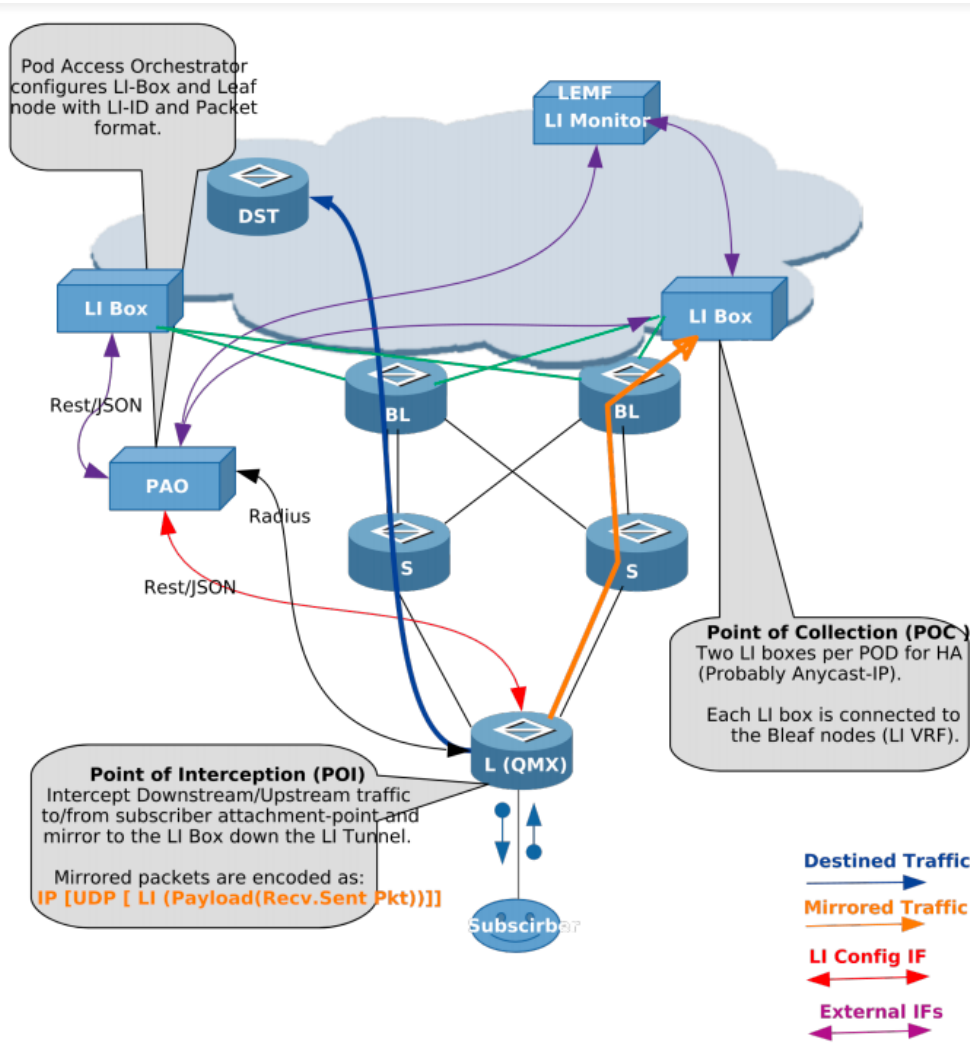 Pod Access Orchestrator
configures LI-Box and Leaf
node with LI-ID and Packet
format.
LEMF
LI Monitor
DST
LI Box
LI Box
Rest/JSON
BL
BL
PAO
Radius
S
S
Rest/JSON
Point of Collection (POC )
Two LI boxes per POD for HA
(Probably Anycast-IP).
Each LI box is connected to
the Bleaf nodes (LI VRF).
L (QMX)
Point of Interception (POI)
Intercept Downstream/Upstream traffic
to/from subscriber attachment-point and
mirror to the LI Box down the LI Tunnel.
Mirrored packets are encoded as:
IP [UDP [ LI (Payload(Recv.Sent Pkt))]]
Subscirber
Destined Traffic
Mirrored Traffic
LI Config IF
External IFs